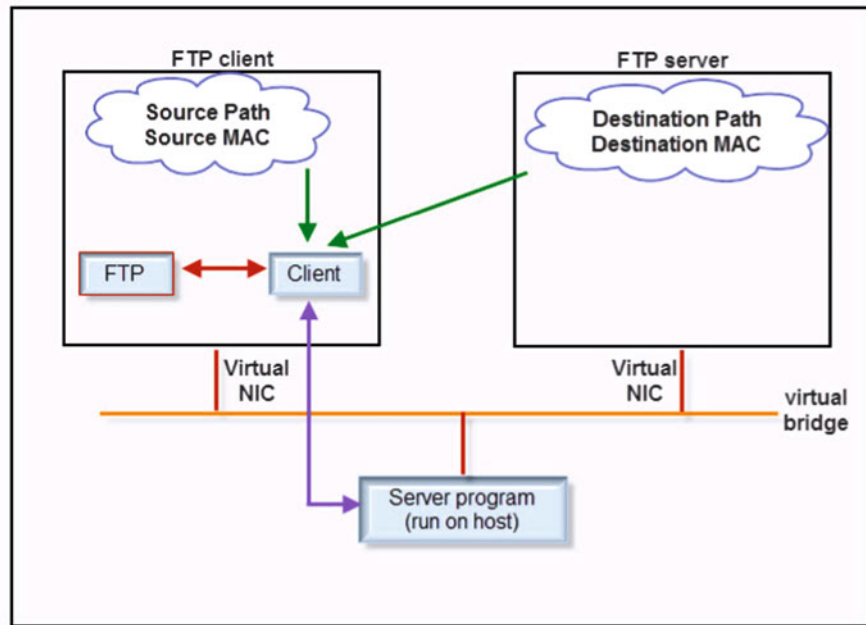 FTP client
FTP server
Source Path
Source MAC
Destination Path
Destination MAC
FTP
Client
Virtual
NIC
Virtual
NIC
virtual
bridge
Server program
(run on host)